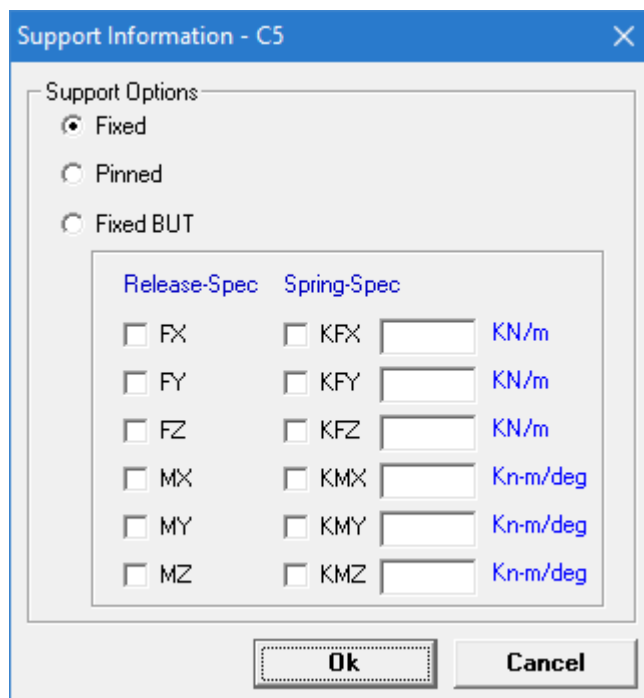 Support Information - C5
Support Options
Fixed
Pinned
Fixed BUT
Release-Spec Spring-Spec
FX KFX KN/m
FY KFY KN/m
FZ KFZ KN/m
MX KMX Kn-m/deg
MY KMY Kn-m/deg
MZ KMZ Kn-m/deg
Ok Cancel